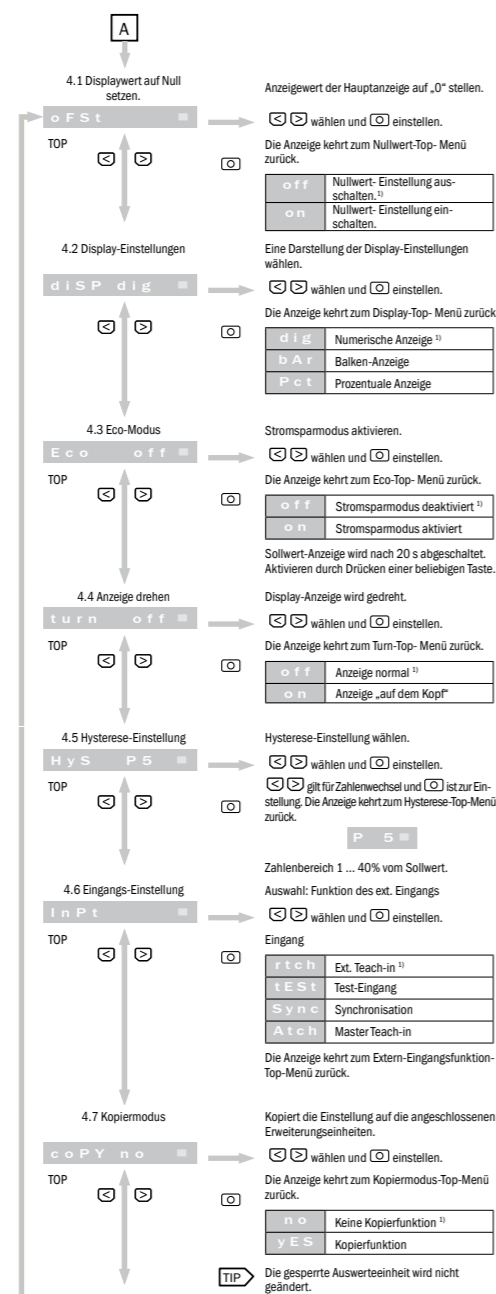 A
4.1 Displaywert auf Null
setzen.
oFSt
TOP
Anzeigewert der Hauptanzeige auf „0" stellen.
< > wählen und O einstellen.
Die Anzeige kehrt zum Nullwert-Top- Menü
zurück.
off Nullwert- Einstellung aus-
schalten.1)
on Nullwert- Einstellung ein-
schalten.
4.2 Display-Einstellungen
diSP dig
Eine Darstellung der Display-Einstellungen
wählen.
< > wählen und O einstellen.
Die Anzeige kehrt zum Display-Top- Menü zurück
dig Numerische Anzeige 1)
bAr Balken-Anzeige
Pct Prozentuale Anzeige
4.3 Eco-Modus
Eco off
TOP
Stromsparmodus aktivieren.
< > wählen und O einstellen.
Die Anzeige kehrt zum Eco-Top- Menü zurück.
off Stromsparmodus deaktiviert 1)
on Stromsparmodus aktiviert
Sollwert-Anzeige wird nach 20 s abgeschaltet.
Aktivieren durch Drücken einer beliebigen Taste.
4.4 Anzeige drehen
turn off
TOP
Display-Anzeige wird gedreht.
< > wählen und O einstellen.
Die Anzeige kehrt zum Turn-Top- Menü zurück.
off Anzeige normal 1)
on Anzeige „auf dem Kopf"
4.5 Hysterese-Einstellung
HyS P5
TOP
Hysterese-Einstellung wählen.
< > wählen und O einstellen.
< > gilt für Zahlenwechsel und O ist zur Ein-
stellung. Die Anzeige kehrt zum Hysterese-Top-Menü
zurück.
P 5
Zahlenbereich 1 ... 40% vom Sollwert.
4.6 Eingangs-Einstellung
InPt
TOP
Auswahl: Funktion des ext. Eingangs
< > wählen und O einstellen.
Eingang
rtch Ext. Teach-in 1)
tESt Test-Eingang
Sync Synchronisation
Atch Master Teach-in
Die Anzeige kehrt zum Extern-Eingangsfunktion-
Top-Menü zurück.
4.7 Kopiermodus
coPY no
TOP
Kopiert die Einstellung auf die angeschlossenen
Erweiterungseinheiten.
< > wählen und O einstellen.
Die Anzeige kehrt zum Kopiermodus-Top-Menü
zurück.
no Keine Kopierfunktion 1)
yES Kopierfunktion
TIP Die gesperrte Auswerteeinheit wird nicht
geändert.